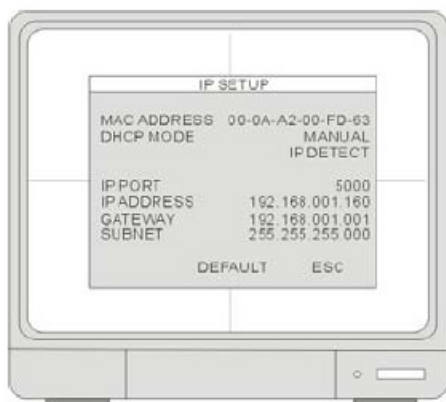 IP SETUP
MAC ADDRESS 00-0A-A2-00-FD-63
DHCP MODE MANUAL
IP DETECT
IP PORT 5000
IP ADDRESS 192.168.001.160
GATEWAY 192.168.001.001
SUBNET 255.255.255.000
DEFAULT ESC